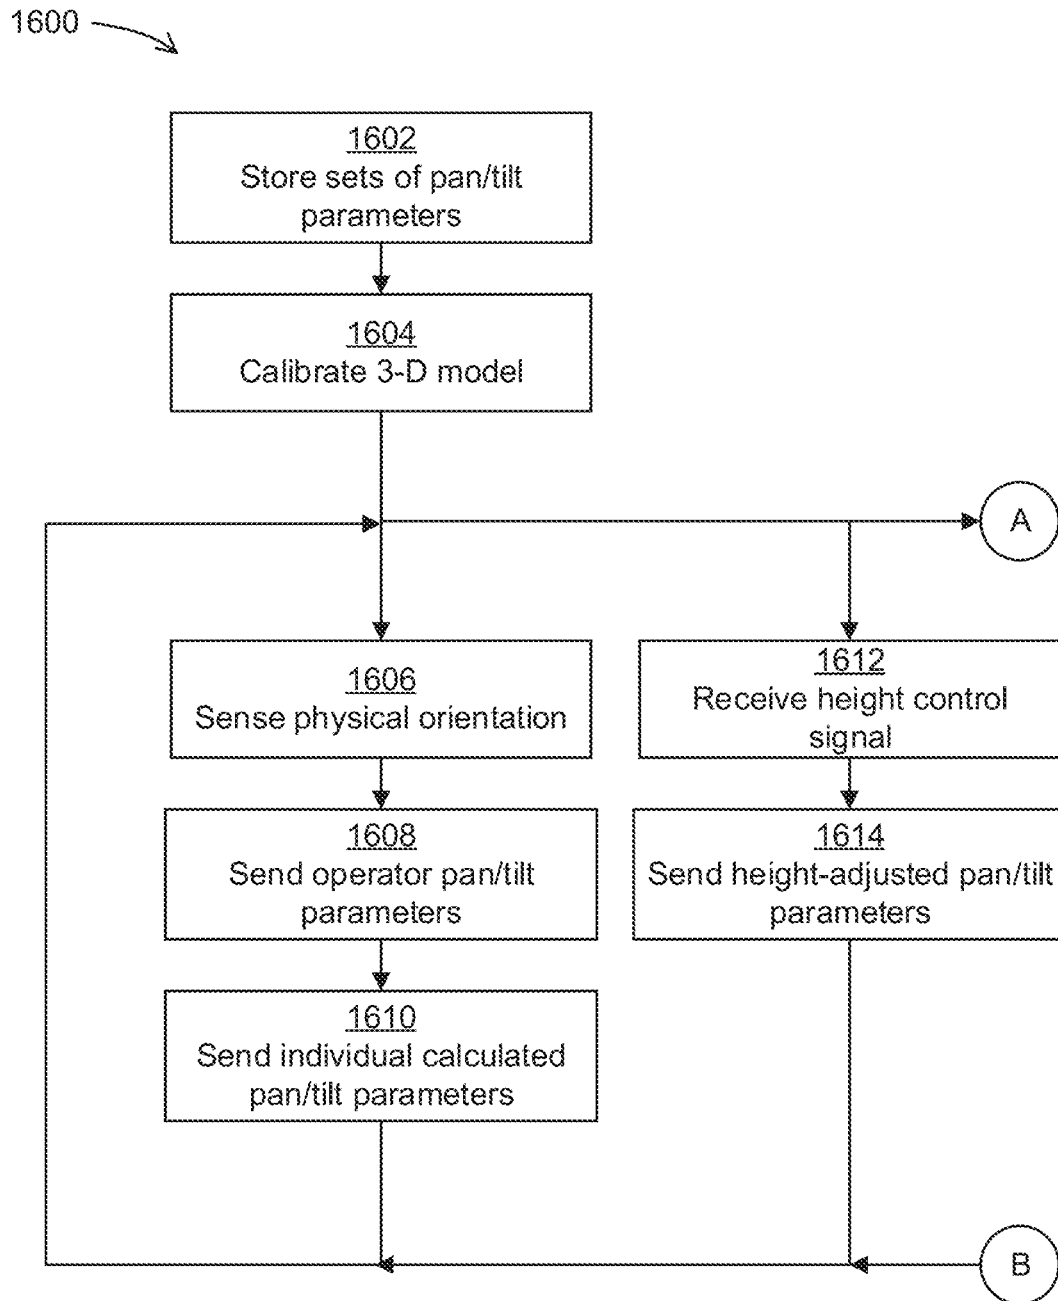 1600
1602
Store sets of pan/tilt
parameters
1604
Calibrate 3-D model
A
1606
Sense physical orientation
1612
Receive height control
signal
1608
Send operator pan/tilt
parameters
1614
Send height-adjusted pan/tilt
parameters
1610
Send individual calculated
pan/tilt parameters
B